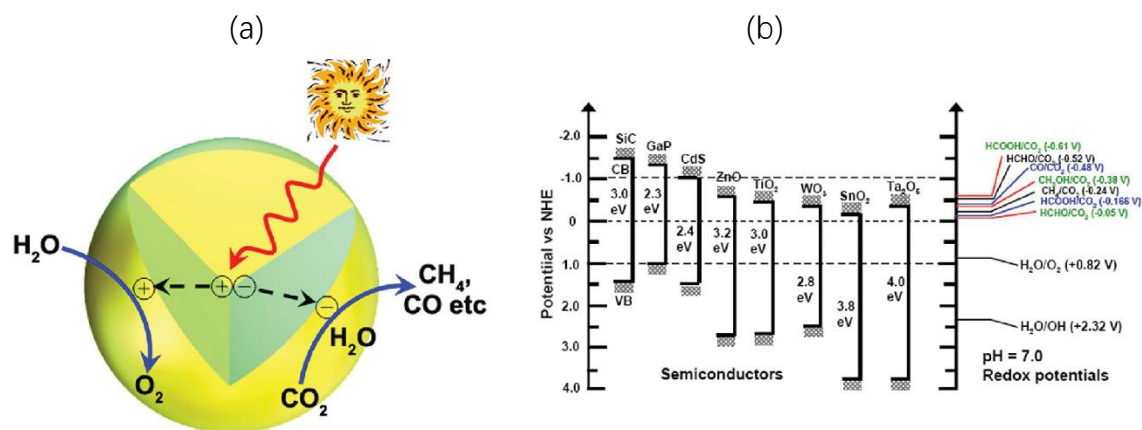 (a)
(b)
H₂O
O₂
CO₂
H₂O
CH₄,
CO etc
+
+
−
−
Potentiial vs NHE
-2.0
-1.0
0
1.0
2.0
3.0
4.0
SiC
CB
3.0
eV
VB
GaP
2.3
eV
CdS
2.4
eV
ZnO
3.2
eV
TiO₂
3.0
eV
WO₃
2.8
eV
SnO₂
3.8
eV
Ta₂O₅
4.0
eV
Semiconductors
HCOOH/CO₂ (-0.61 V)
HCHO/CO₂ (-0.52 V)
CO/CO₂ (-0.48 V)
CH₃OH/CO₂ (-0.38 V)
CH₄/CO₂ (-0.24 V)
HCOOH/CO₂ (-0.166 V)
HCHO/CO₂ (-0.05 V)
H₂O/O₂ (+0.82 V)
H₂O/OH (+2.32 V)
pH = 7.0
Redox potentials